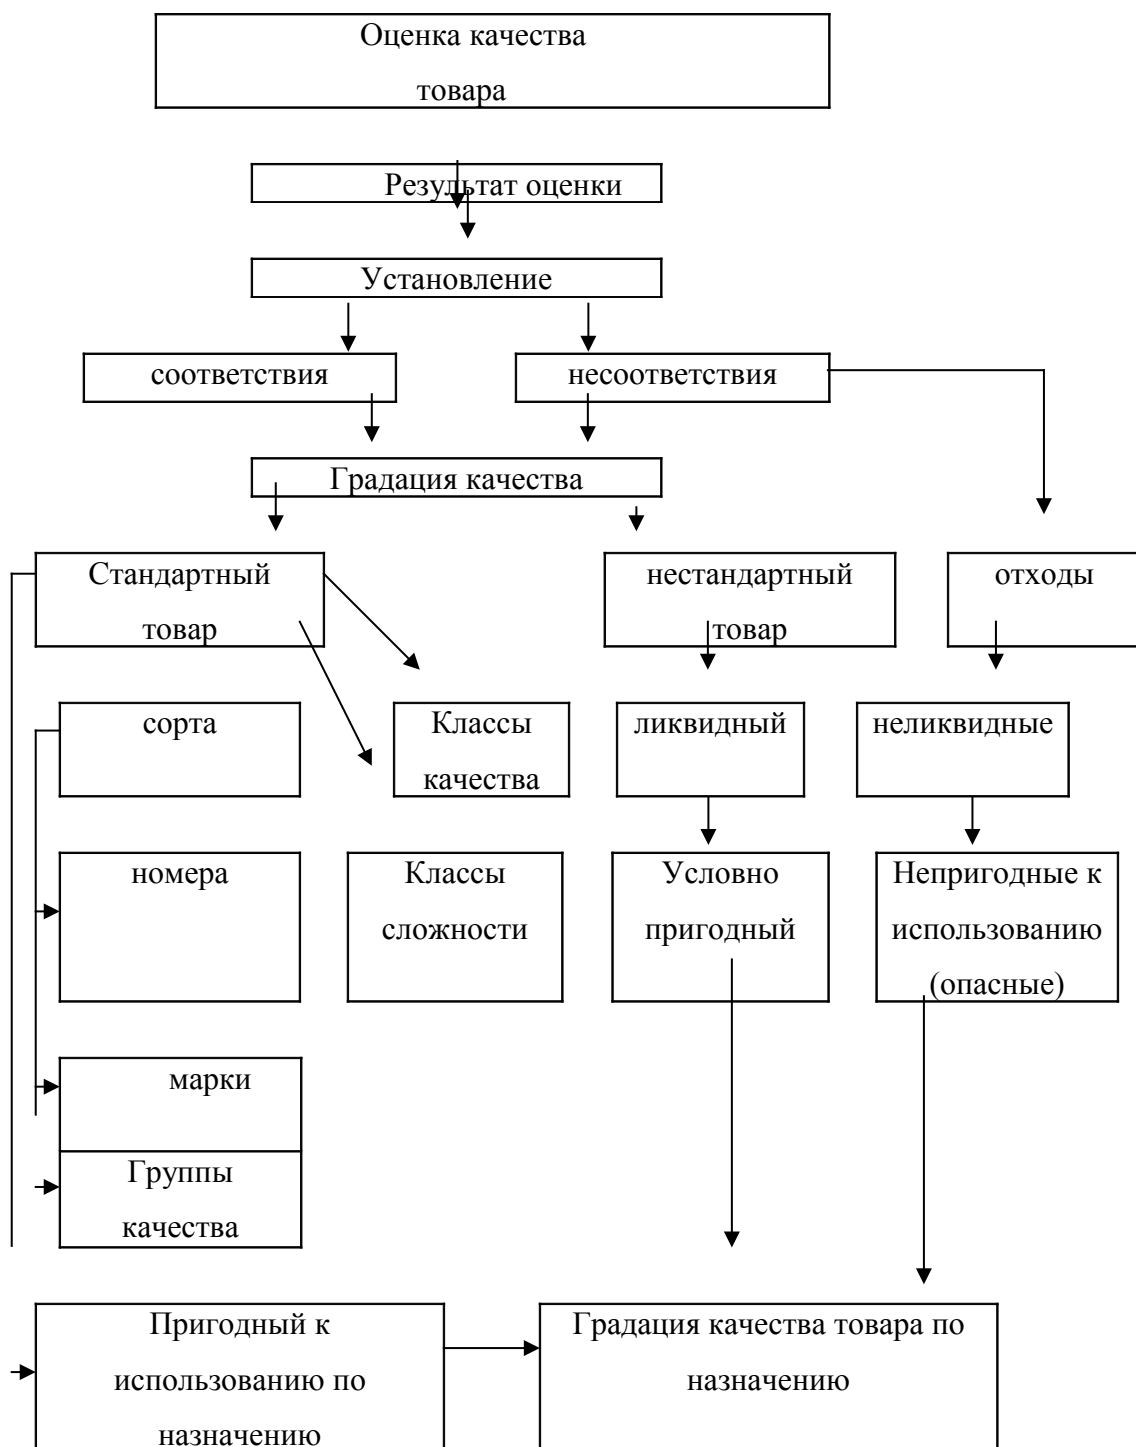 Оценка качества
товара
Результат оценки
Установление
соответствия
несоответствия
Градация качества
Стандартный
товар
нестандартный
товар
отходы
сорта
Классы
качества
ликвидный
неликвидные
номера
Классы
сложности
Условно
пригодный
Непригодные к
использованию
(опасные)
марки
Группы
качества
Пригодный к
использованию по
назначению
Градация качества товара по
назначению